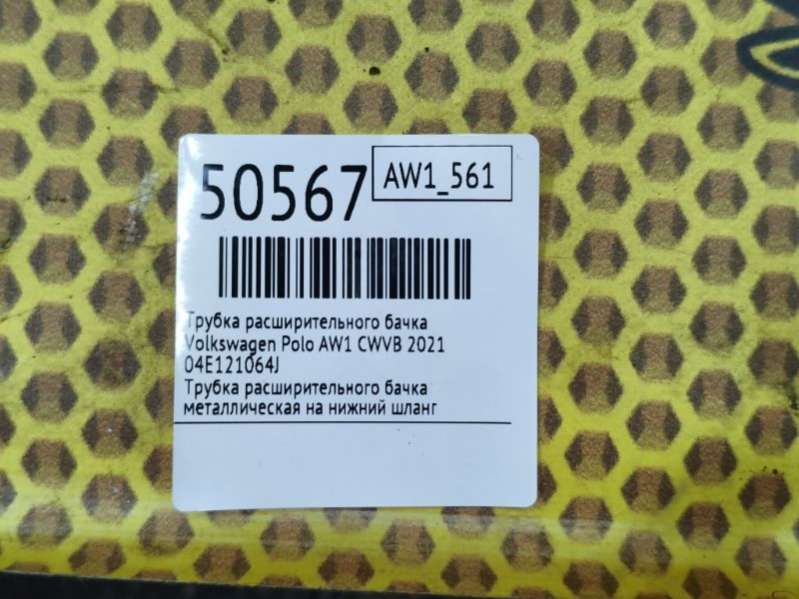 50567
AW1_561
Трубка расширительного бачка
Volkswagen Polo AW1 CWVB 2021
04E121064J
Трубка расширительного бачка
металлическая на нижний шланг